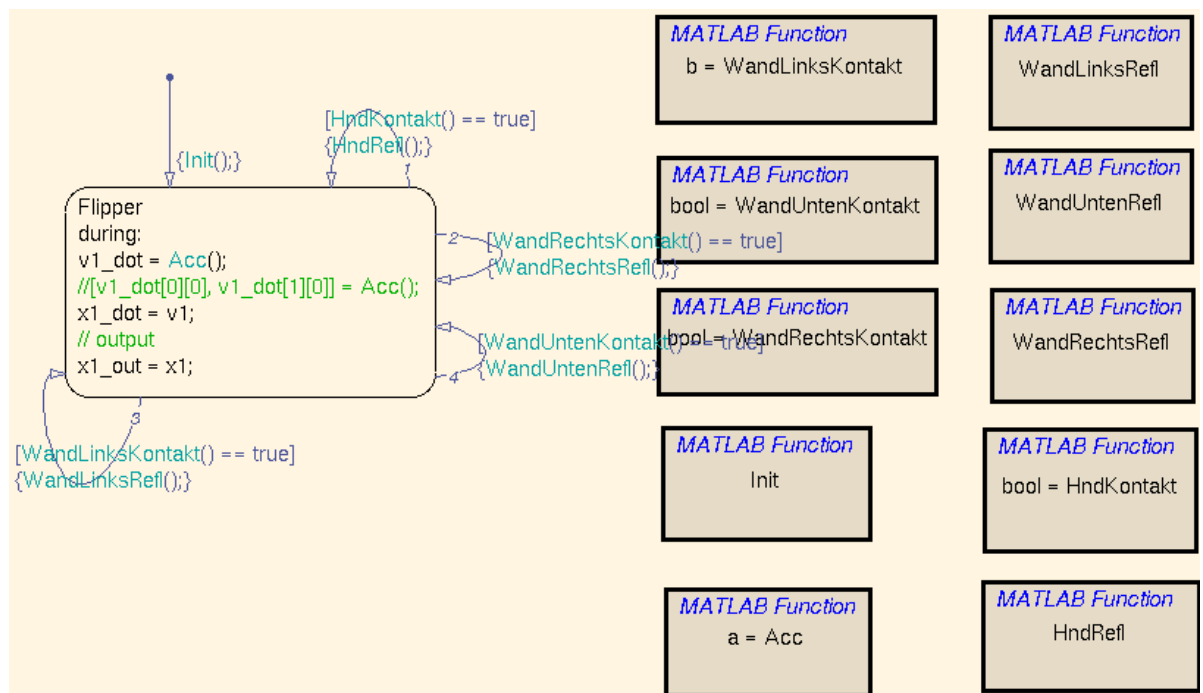 {Init();}
[HndKontakt() == true]
{HndRefl();}
1
Flipper
during:
v1_dot = Acc();
//[v1_dot[0][0], v1_dot[1][0]] = Acc();
x1_dot = v1;
// output
x1_out = x1;
2
[WandRechtsKontakt() == true]
{WandRechtsRefl();}
[WandUntenKontakt() == true]
{WandUntenRefl();}
4
3
[WandLinksKontakt() == true]
{WandLinksRefl();}
MATLAB Function
b = WandLinksKontakt
MATLAB Function
WandLinksRefl
MATLAB Function
bool = WandUntenKontakt
MATLAB Function
WandUntenRefl
MATLAB Function
bool = WandRechtsKontakt
MATLAB Function
WandRechtsRefl
MATLAB Function
Init
MATLAB Function
bool = HndKontakt
MATLAB Function
a = Acc
MATLAB Function
HndRefl